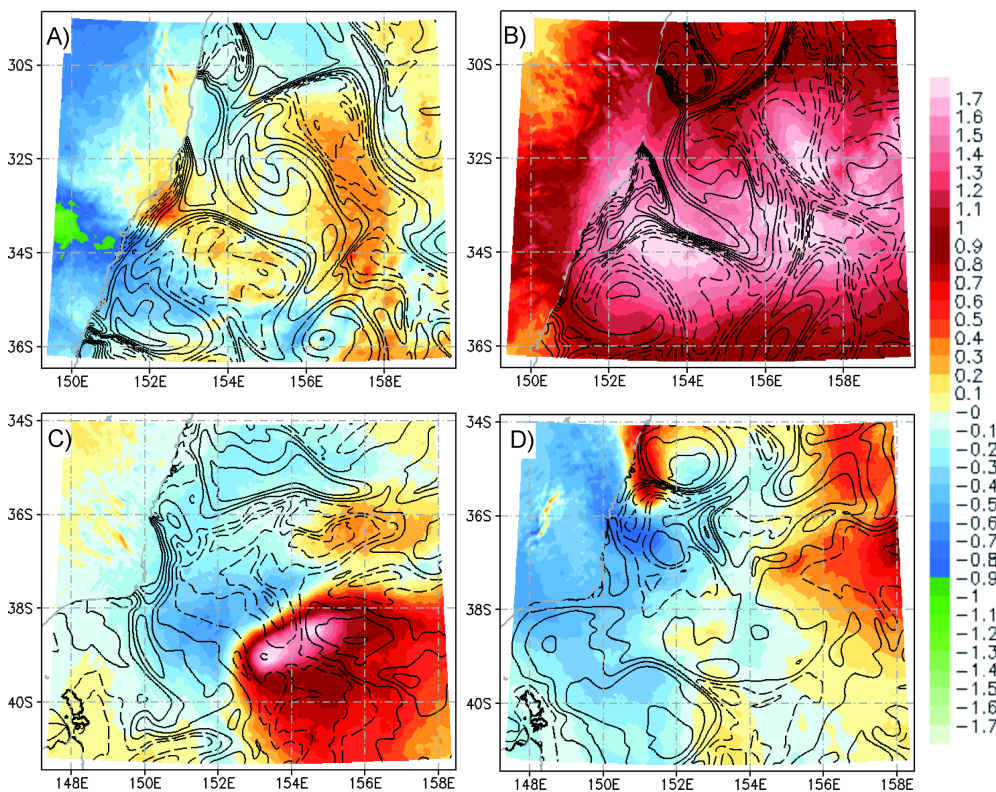 A)
30S
32S
34S
36S
150E 152E 154E 156E 158E
B)
30S
32S
34S
36S
150E 152E 154E 156E 158E
C)
34S
36S
38S
40S
148E 150E 152E 154E 156E 158E
D)
34S
36S
38S
40S
148E 150E 152E 154E 156E 158E
1.7
1.6
1.5
1.4
1.3
1.2
1.1
1
0.9
0.8
0.7
0.6
0.5
0.4
0.3
0.2
0.1
-0
-0.1
-0.2
-0.3
-0.4
-0.5
-0.6
-0.7
-0.8
-0.9
-1
-1.1
-1.2
-1.3
-1.4
-1.5
-1.6
-1.7